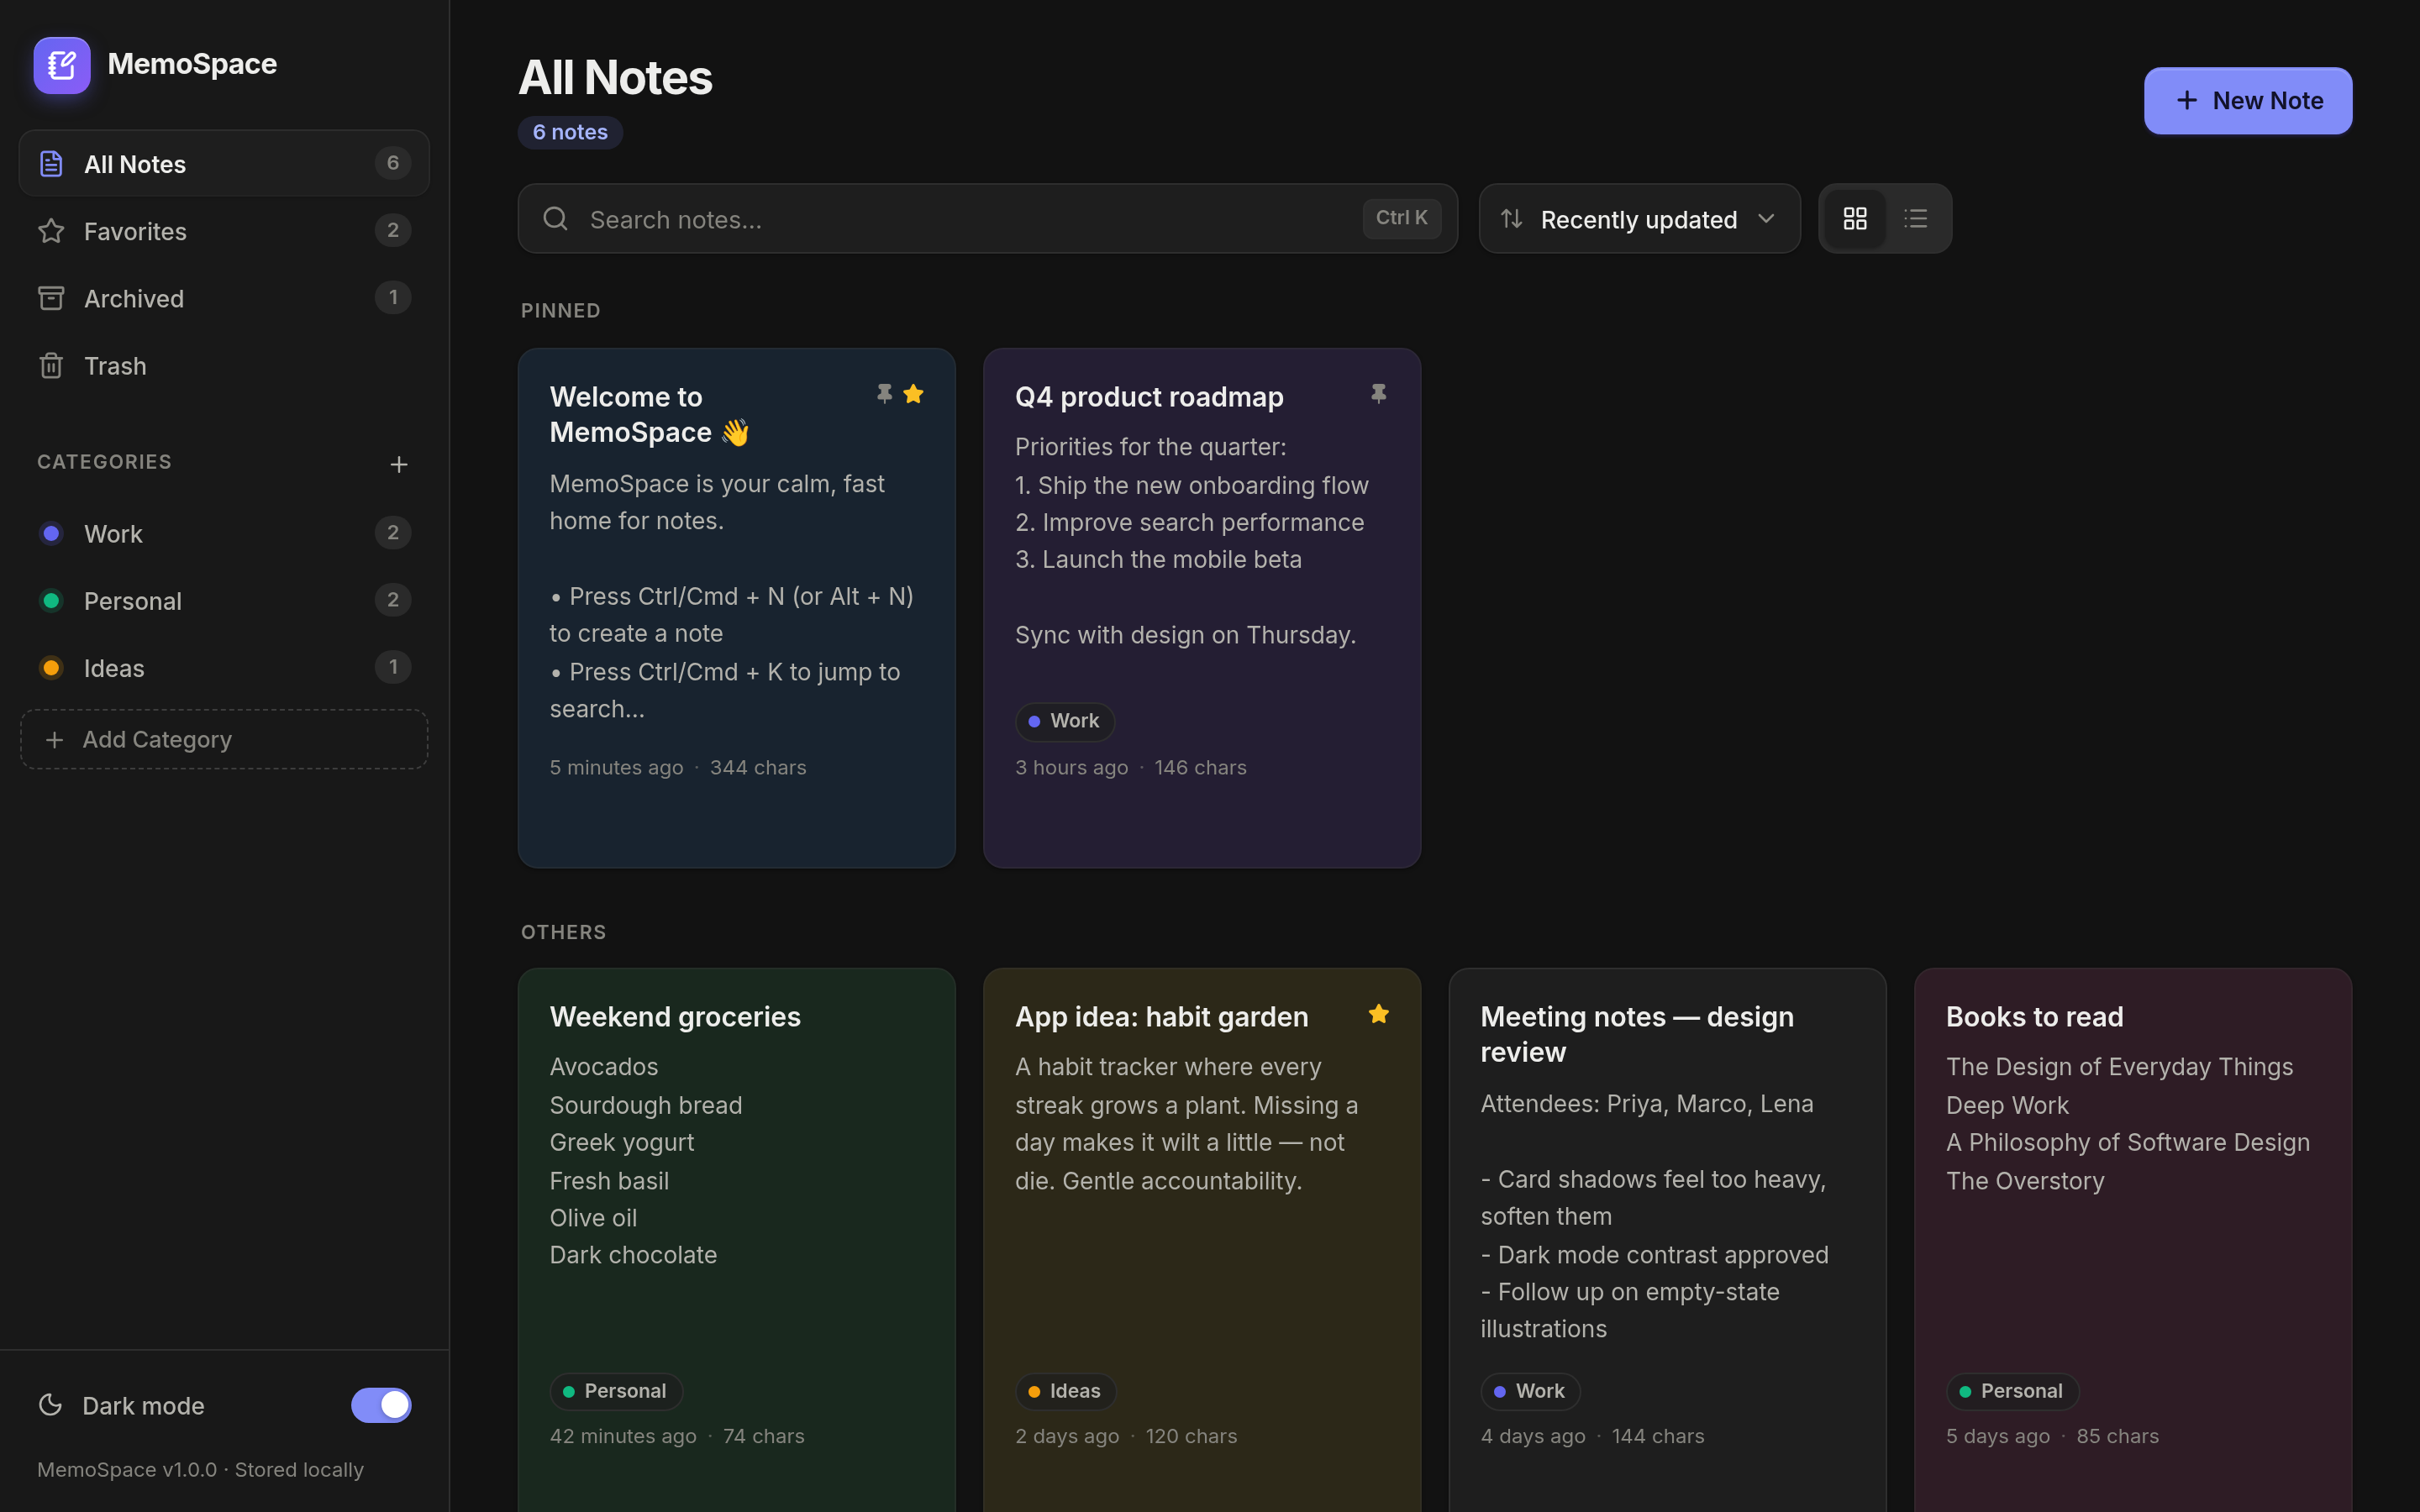 MemoSpace
All Notes
6
Favorites
2
Archived
1
Trash
CATEGORIES
+
Work
2
Personal
2
Ideas
1
+ Add Category
Dark mode
MemoSpace v1.0.0 · Stored locally
All Notes
6 notes
+ New Note
Search notes...
Ctrl K
Recently updated
PINNED
Welcome to
MemoSpace 👋
MemoSpace is your calm, fast
home for notes.
• Press Ctrl/Cmd + N (or Alt + N)
to create a note
• Press Ctrl/Cmd + K to jump to
search...
5 minutes ago · 344 chars
Q4 product roadmap
Priorities for the quarter:
1. Ship the new onboarding flow
2. Improve search performance
3. Launch the mobile beta
Sync with design on Thursday.
Work
3 hours ago · 146 chars
OTHERS
Weekend groceries
Avocados
Sourdough bread
Greek yogurt
Fresh basil
Olive oil
Dark chocolate
Personal
42 minutes ago · 74 chars
App idea: habit garden
A habit tracker where every
streak grows a plant. Missing a
day makes it wilt a little — not
die. Gentle accountability.
Ideas
2 days ago · 120 chars
Meeting notes — design
review
Attendees: Priya, Marco, Lena
- Card shadows feel too heavy,
soften them
- Dark mode contrast approved
- Follow up on empty-state
illustrations
Work
4 days ago · 144 chars
Books to read
The Design of Everyday Things
Deep Work
A Philosophy of Software Design
The Overstory
Personal
5 days ago · 85 chars